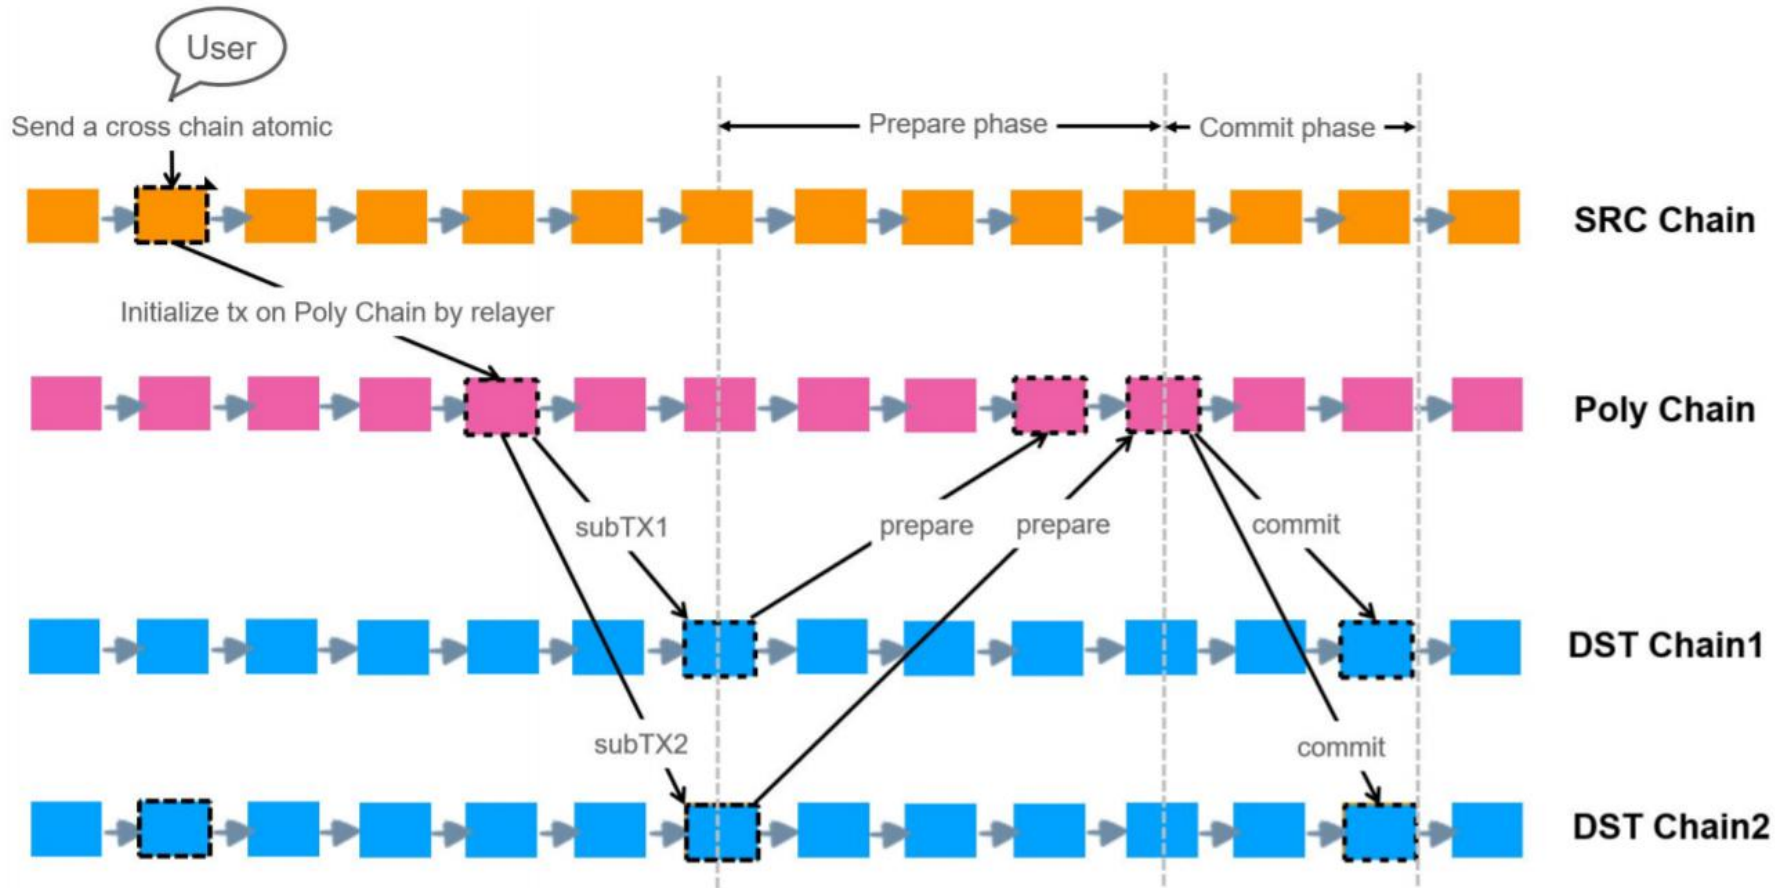 User
Send a cross chain atomic
Prepare phase
Commit phase
SRC Chain
Initialize tx on Poly Chain by relayer
Poly Chain
subTX1
prepare
prepare
commit
DST Chain1
subTX2
commit
DST Chain2